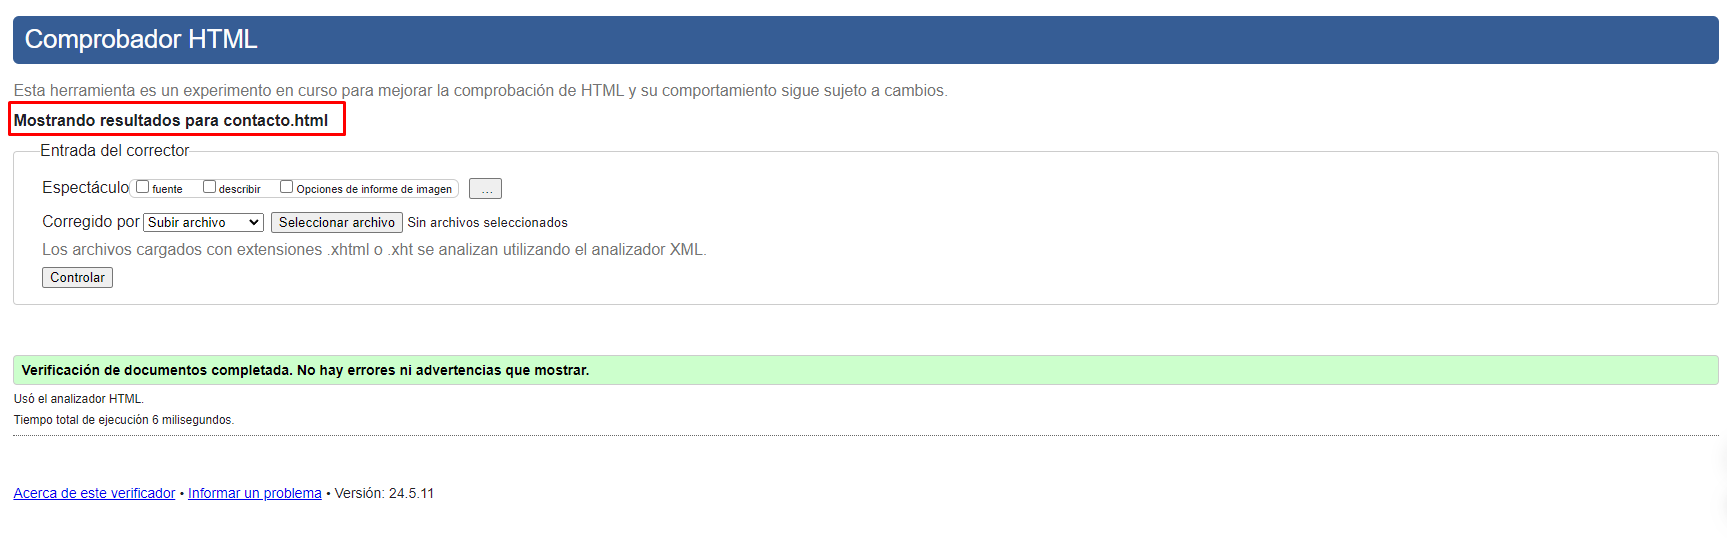 Comprobador HTML
Esta herramienta es un experimento en curso para mejorar la comprobación de HTML y su comportamiento sigue sujeto a cambios.
Mostrando resultados para contacto.html
Entrada del corrector
Espectáculo fuente describir Opciones de informe de imagen ...
Corregido por Subir archivo Seleccionar archivo Sin archivos seleccionados
Los archivos cargados con extensiones .xhtml o .xht se analizan utilizando el analizador XML.
Controlar
Verificación de documentos completada. No hay errores ni advertencias que mostrar.
Usó el analizador HTML.
Tiempo total de ejecución 6 milisegundos.
Acerca de este verificador • Informar un problema • Versión: 24.5.11